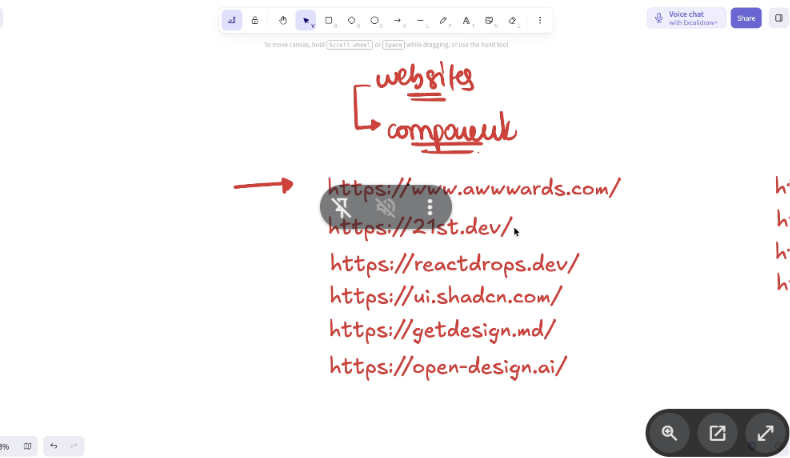 Voice chat
with Excalidraw+
Share
To move canvas, hold Scroll wheel or Space while dragging, or use the hand tool
websites
component
https://www.awwwards.com/
https://21st.dev/
https://reactdrops.dev/
https://ui.shadcn.com/
https://getdesign.md/
https://open-design.ai/